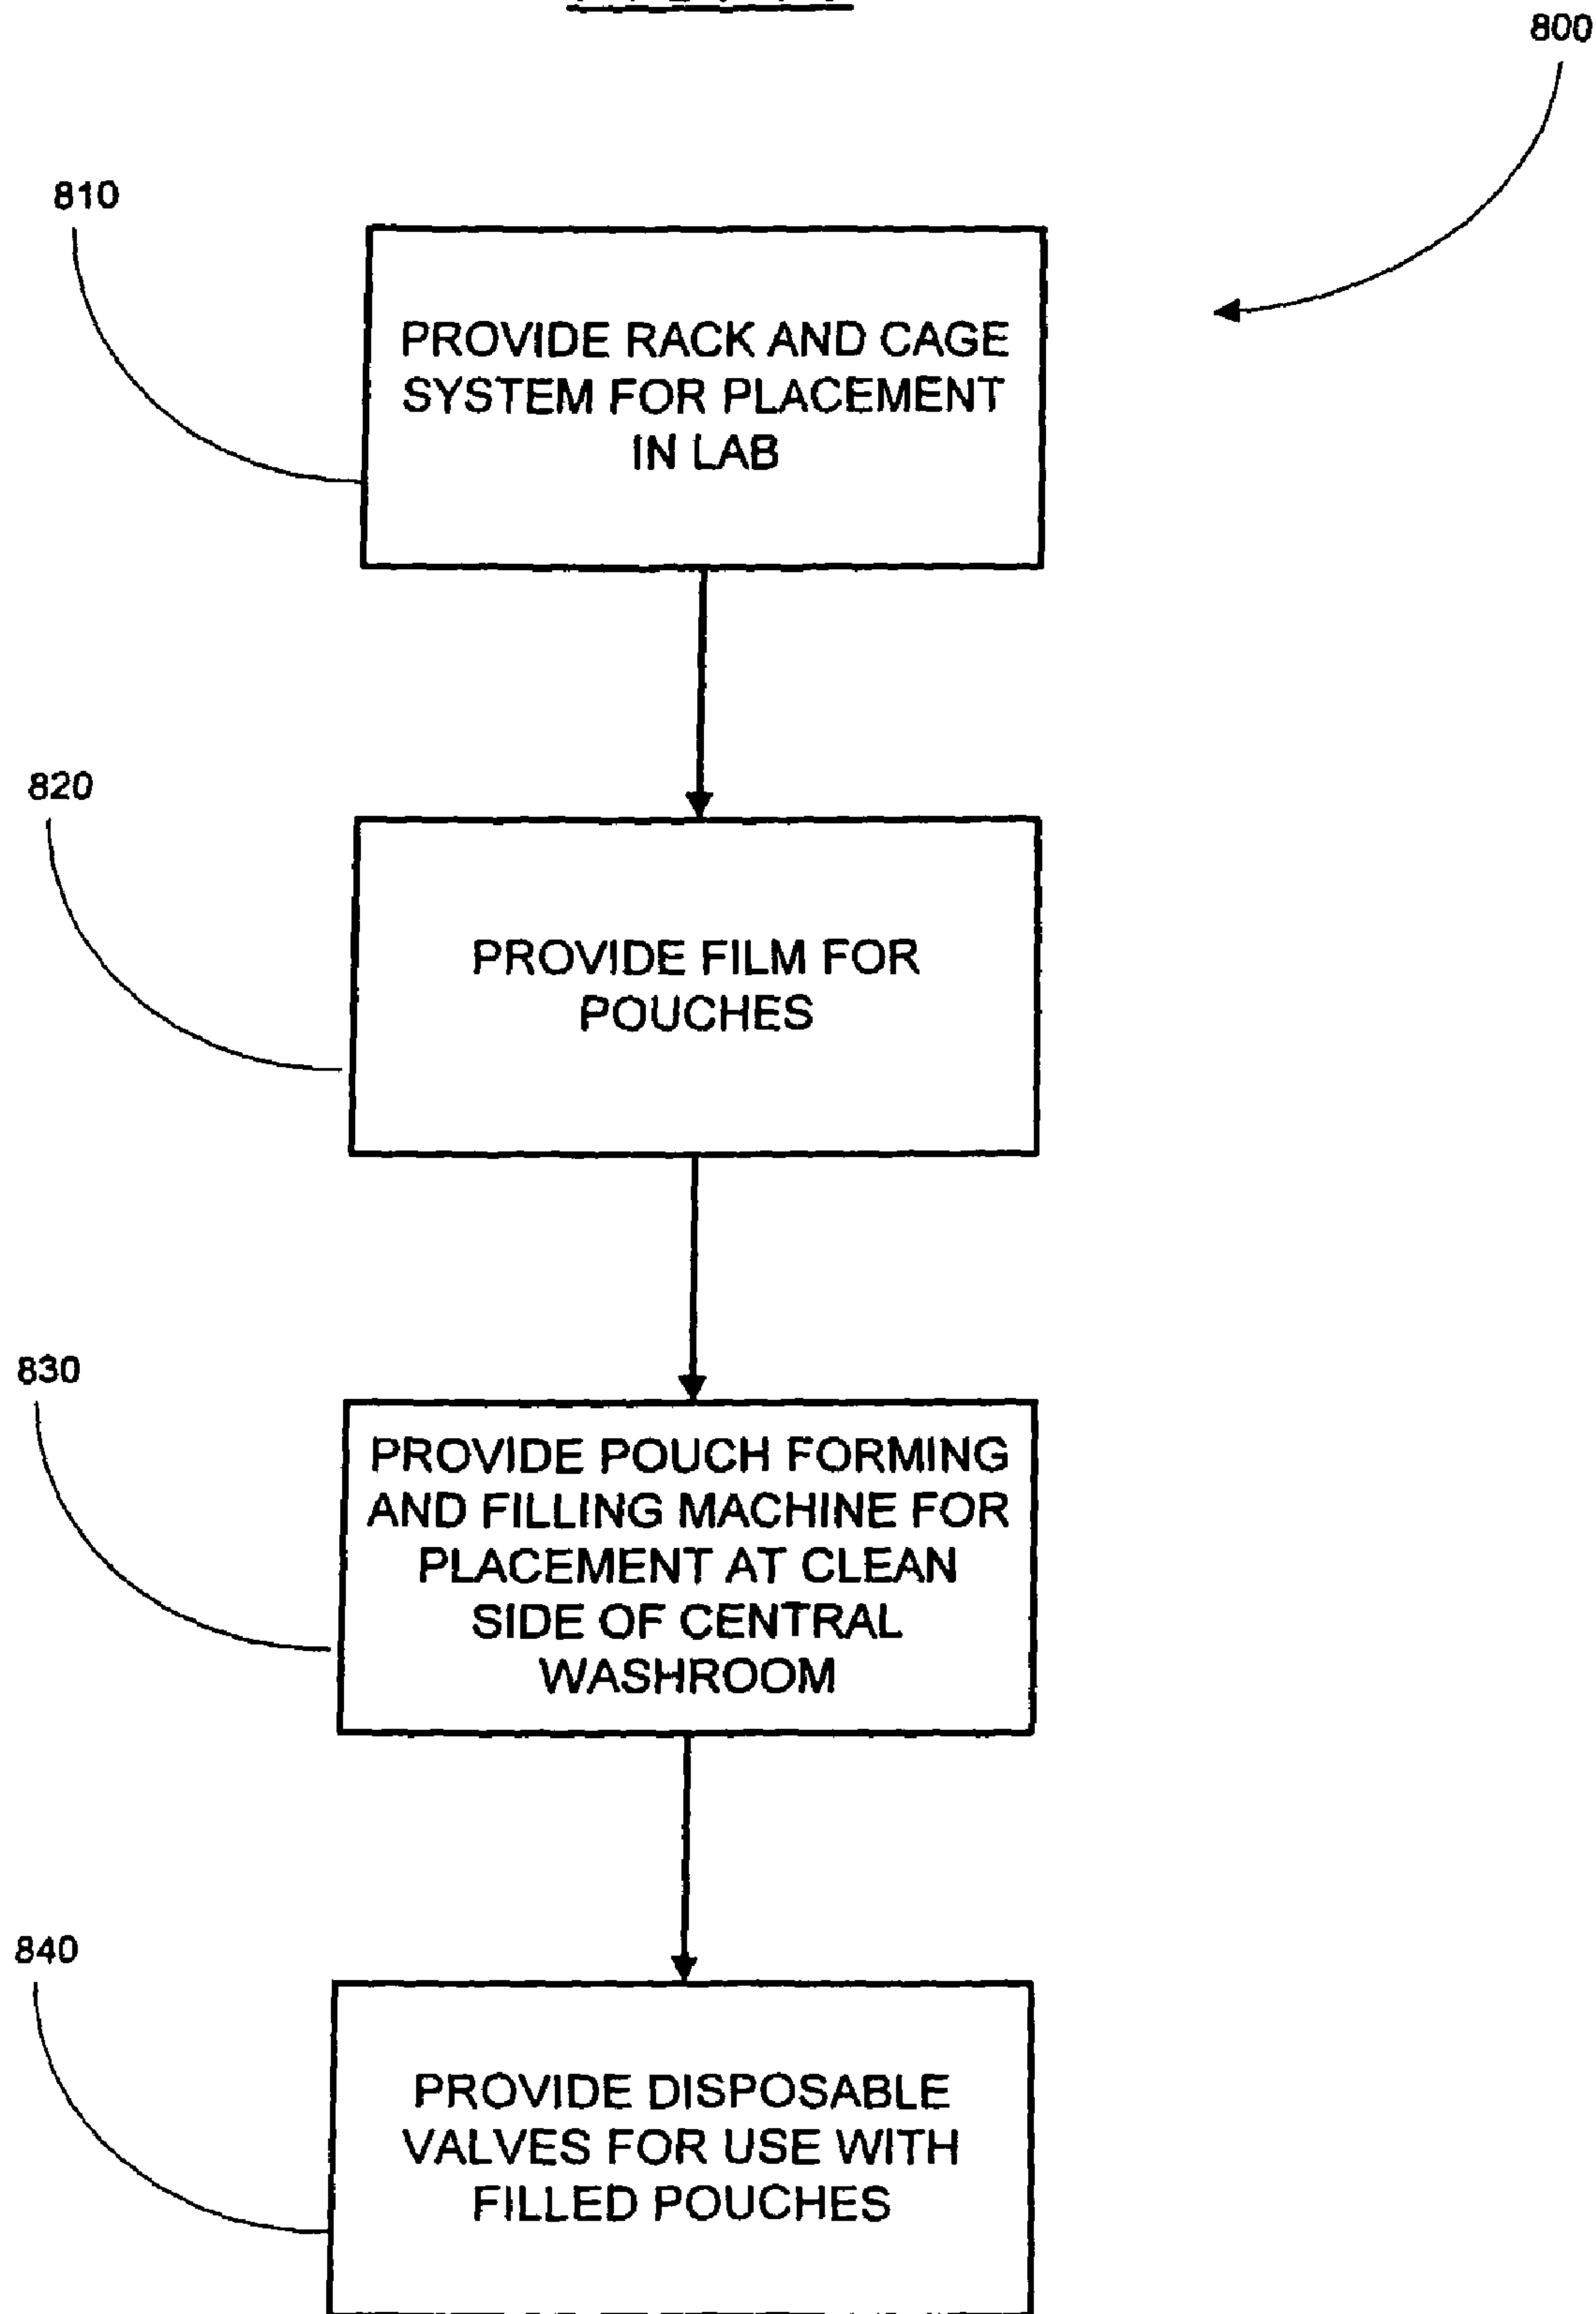 800
810
PROVIDE RACK AND CAGE
SYSTEM FOR PLACEMENT
IN LAB
820
PROVIDE FILM FOR
POUCHES
830
PROVIDE POUCH FORMING
AND FILLING MACHINE FOR
PLACEMENT AT CLEAN
SIDE OF CENTRAL
WASHROOM
840
PROVIDE DISPOSABLE
VALVES FOR USE WITH
FILLED POUCHES